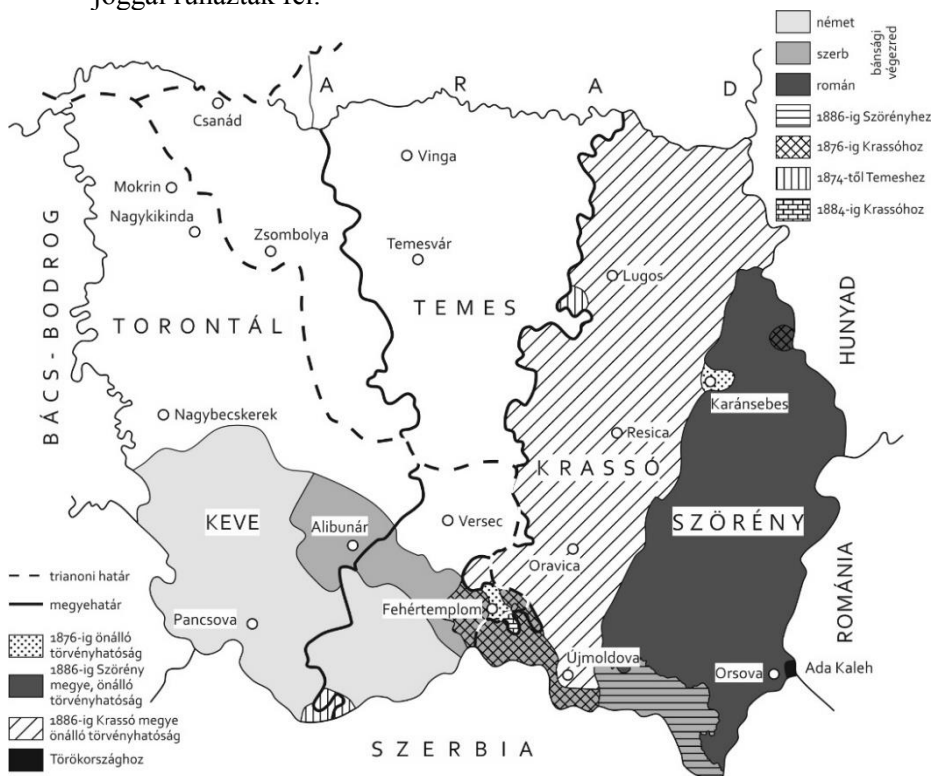 joggal ruházták fel.
német
szerb
román
bánsági
végezred
1886-ig Szörényhez
1876-ig Krassóhoz
1874-től Temeshez
1884-ig Krassóhoz
A R A D
Csanád
Vinga
Mokrin
Nagykikinda
Zsombolya
Temesvár
Lugos
BÁCS-BODROG
TORONTÁL
TEMES
HUNYAD
Karánsebes
Nagybecskerek
Resica
KRASSÓ
KEVE
Alibunár
Versec
SZÖRÉNY
Oravica
ROMÁNIA
Pancsova
Fehértemplom
Újmoldova
Orsova
Ada Kaleh
SZERBIA
trianoni határ
megyehatár
1876-ig önálló
törvényhatóság
1886-ig Szörény
megye, önálló
törvényhatóság
1886-ig Krassó megye
önálló törvényhatóság
Törökországhoz